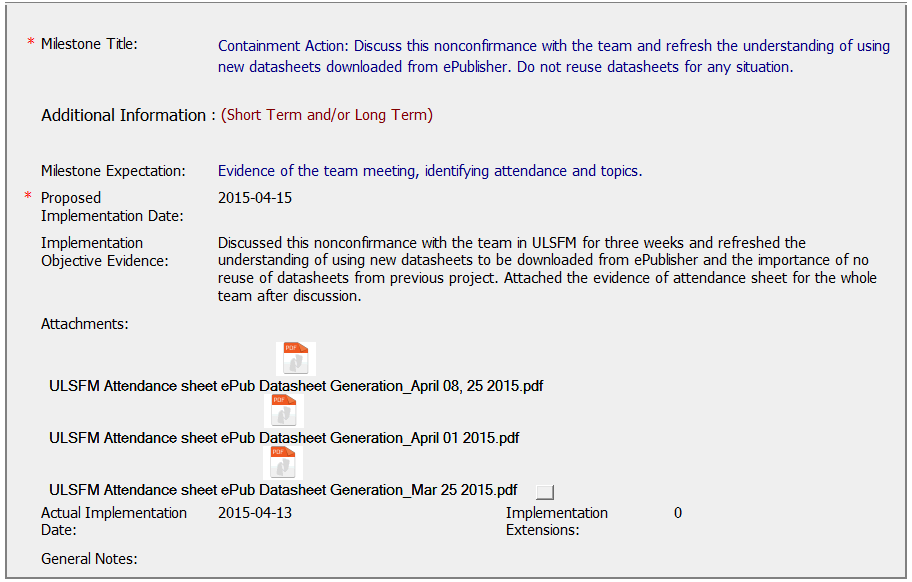 * Milestone Title: Containment Action: Discuss this nonconfirmance with the team and refresh the understanding of using
new datasheets downloaded from ePublisher. Do not reuse datasheets for any situation.
Additional Information : (Short Term and/or Long Term)
Milestone Expectation: Evidence of the team meeting, identifying attendance and topics.
* Proposed 2015-04-15
Implementation Date:
Implementation Discussed this nonconfirmance with the team in ULSFM for three weeks and refreshed the
Objective Evidence: understanding of using new datasheets to be downloaded from ePublisher and the importance of no
reuse of datasheets from previous project. Attached the evidence of attendance sheet for the whole
team after discussion.
Attachments:
PDF
ULSFM Attendance sheet ePub Datasheet Generation_April 08, 25 2015.pdf
PDF
ULSFM Attendance sheet ePub Datasheet Generation_April 01 2015.pdf
PDF
ULSFM Attendance sheet ePub Datasheet Generation_Mar 25 2015.pdf
Actual Implementation 2015-04-13 Implementation 0
Date: Extensions:
General Notes: